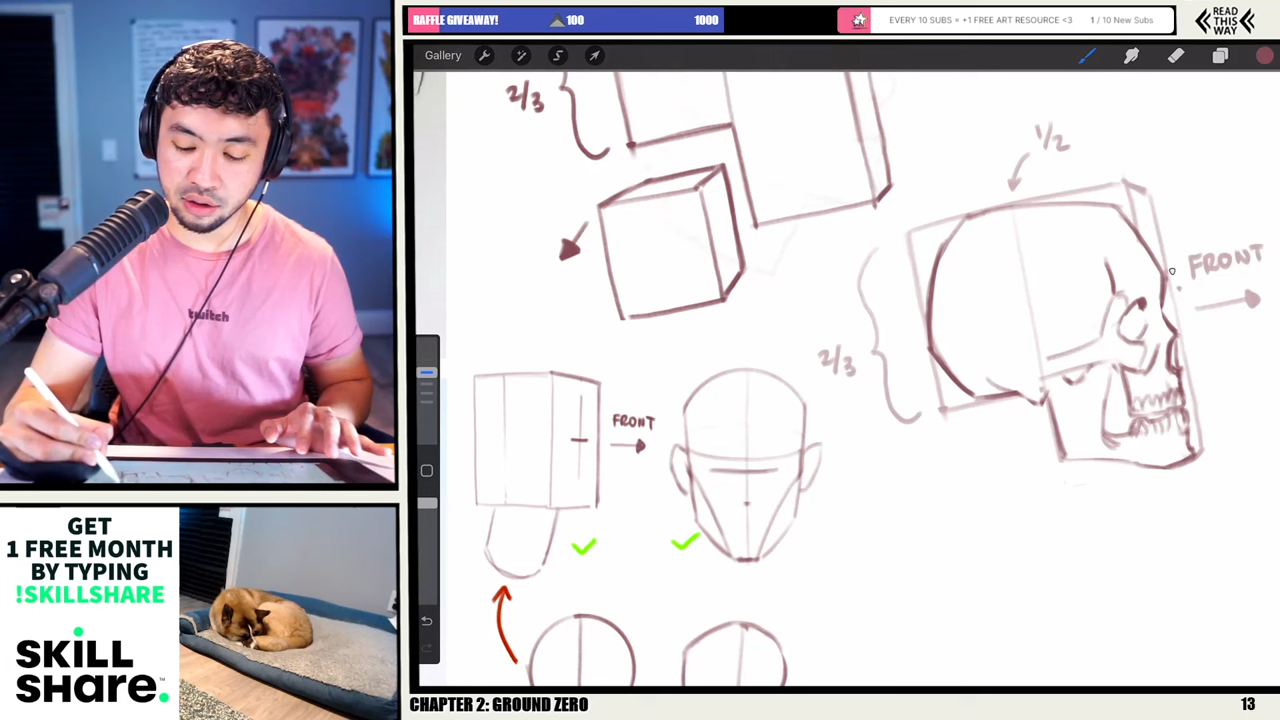 RAFFLE GIVEAWAY! 100 1000
EVERY 10 SUBS = +1 FREE ART RESOURCE <3 1 / 10 New Subs
READ
THIS
WAY
Gallery
2/3
1/2
FRONT
2/3
FRONT
twitch
GET
1 FREE MONTH
BY TYPING
!SKILLSHARE
SKILL
SHARE.
CHAPTER 2: GROUND ZERO
13